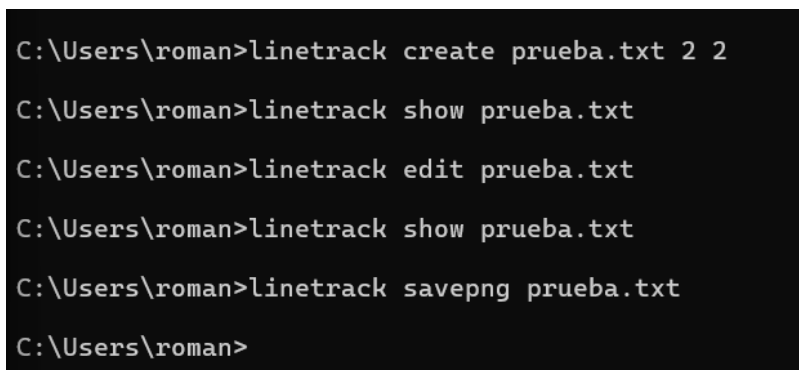 C:\Users\roman>linetrack create prueba.txt 2 2
C:\Users\roman>linetrack show prueba.txt
C:\Users\roman>linetrack edit prueba.txt
C:\Users\roman>linetrack show prueba.txt
C:\Users\roman>linetrack savepng prueba.txt
C:\Users\roman>